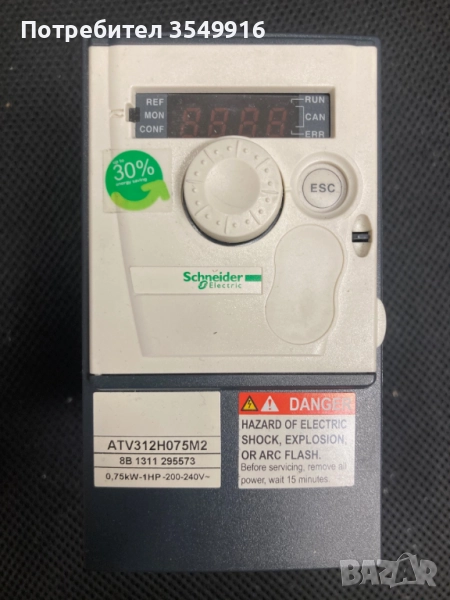 Потребител 3549916
REF
MON
CONF
RUN
CAN
ERR
30%
ESC
Schneider
Electric
ATV312H075M2
8B 1311 295573
0,75kW-1HP-200-240V~
DANGER
HAZARD OF ELECTRIC
SHOCK, EXPLOSION,
OR ARC FLASH.
Before servicing, remove all
power, wait 15 minutes.
BAZAR